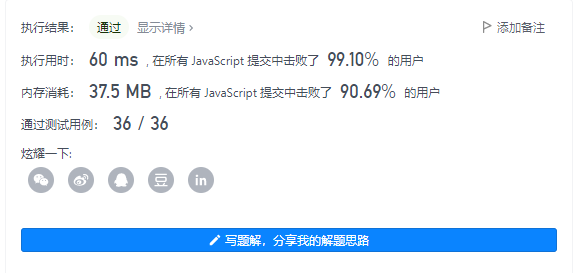 执行结果： 通过 显示详情 › 添加备注
执行用时： 60 ms , 在所有 JavaScript 提交中击败了 99.10% 的用户
内存消耗： 37.5 MB , 在所有 JavaScript 提交中击败了 90.69% 的用户
通过测试用例： 36 / 36
炫耀一下:
豆 in
写题解，分享我的解题思路